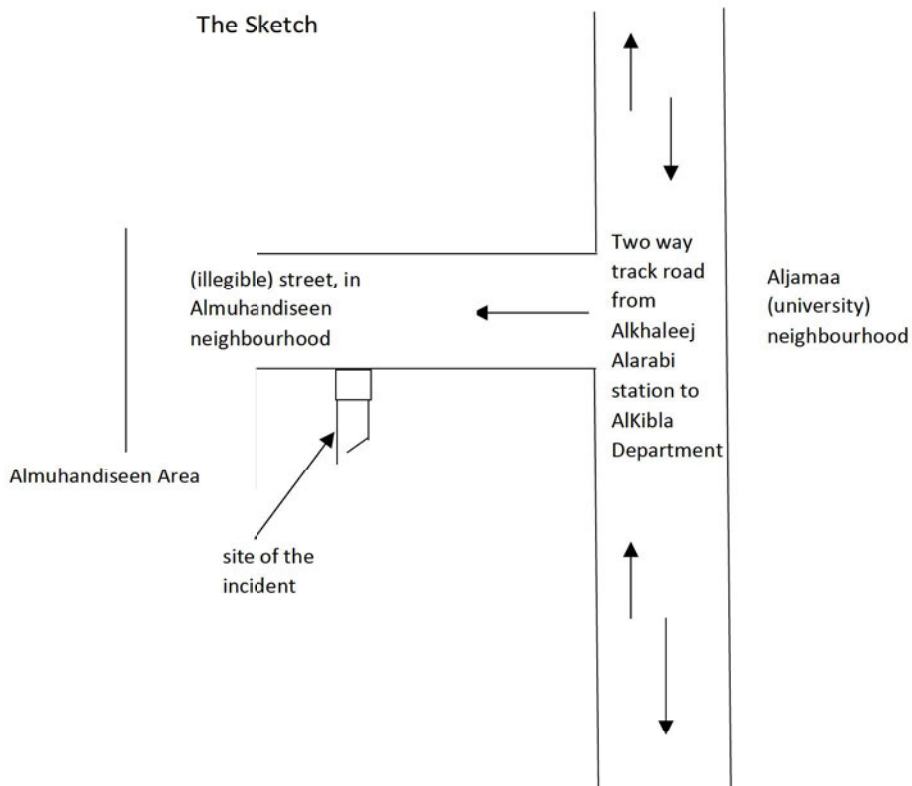 The Sketch
(illegible) street, in
Almuhandiseen
neighbourhood
Two way
track road
from
Alkhaleej
Alarabi
station to
AlKibla
Department
Aljamaa
(university)
neighbourhood
Almuhandiseen Area
site of the
incident